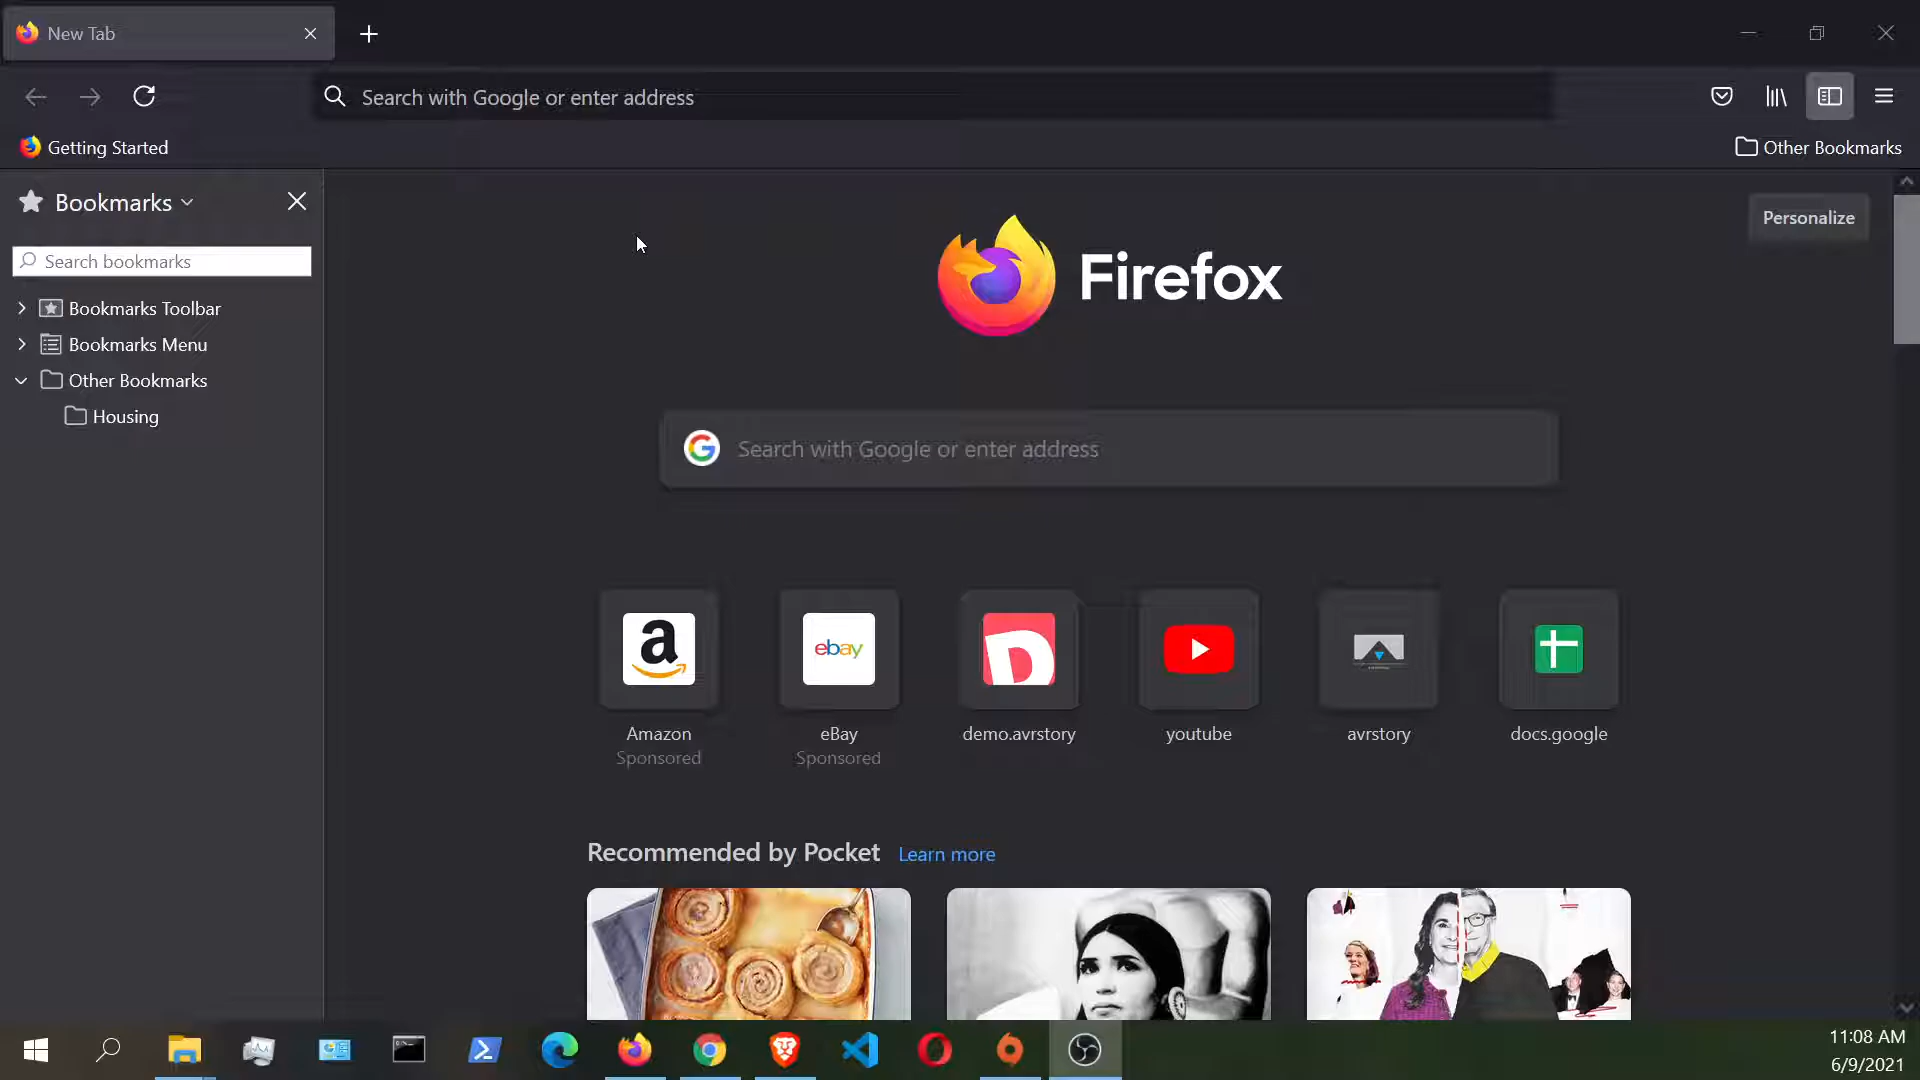 New Tab
Search with Google or enter address
Getting Started
Other Bookmarks
Bookmarks
Personalize
Search bookmarks
Firefox
Bookmarks Toolbar
Bookmarks Menu
Other Bookmarks
Housing
Search with Google or enter address
a
ebay
D
Amazon
eBay
demo.avrstory
youtube
avrstory
docs.google
Sponsored
Sponsored
Recommended by Pocket
Learn more
11:08 AM
6/9/2021